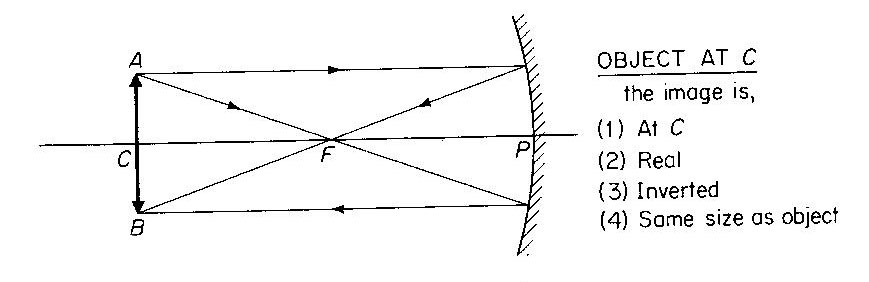 A
C
B
F
P
OBJECT AT C
the image is,
(1) At C
(2) Real
(3) Inverted
(4) Same size as object